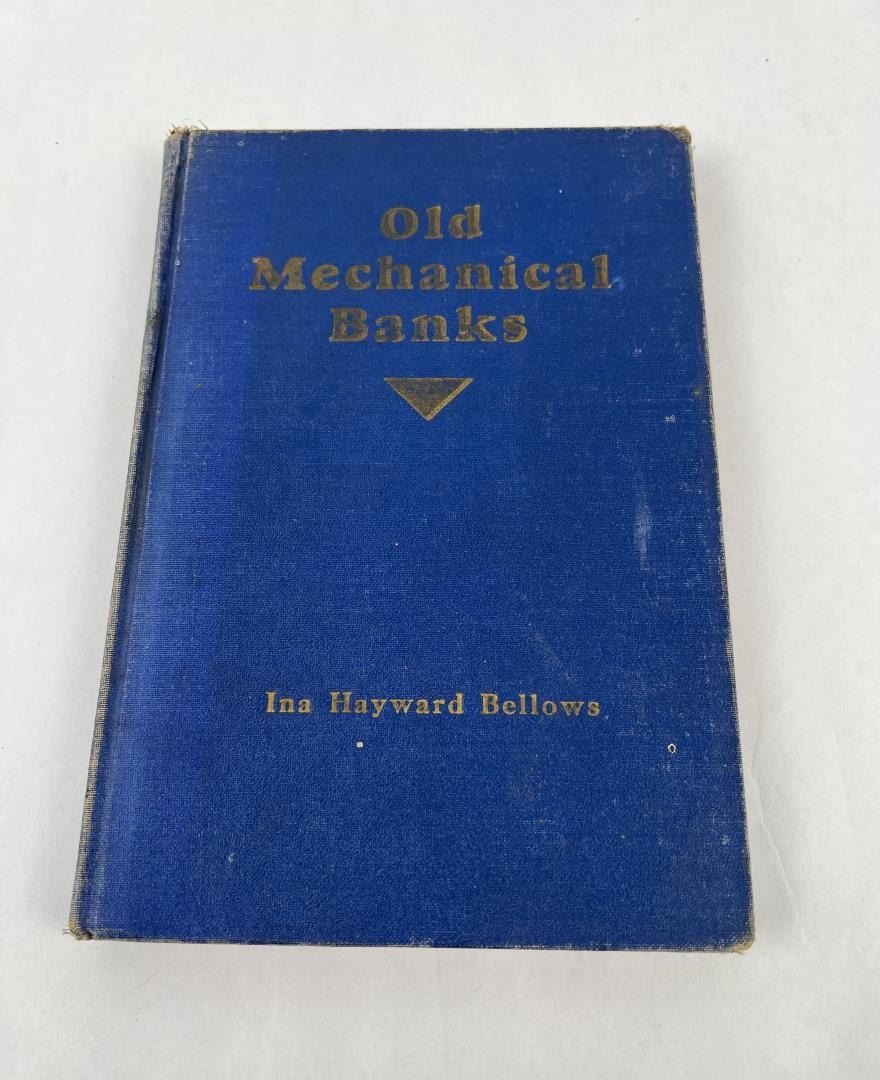 Old
Mechanical
Banks
Ina Hayward Bellows